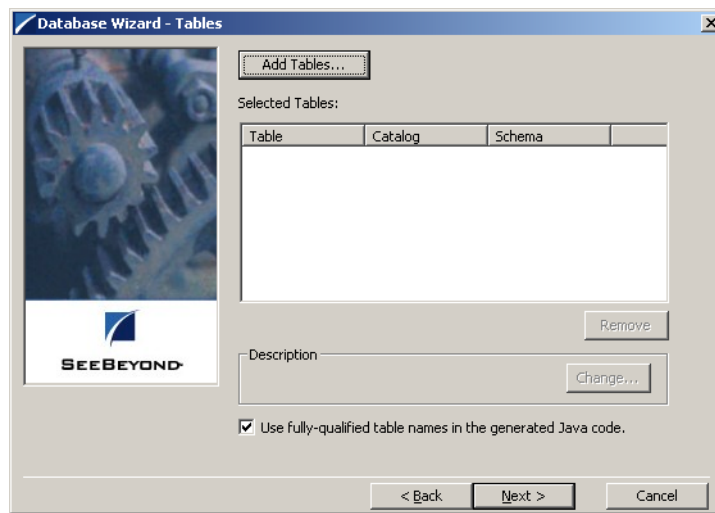 Database Wizard - Tables
Add Tables...
Selected Tables:
Table Catalog Schema
Remove
SEEBEYOND
Description
Change...
Use fully-qualified table names in the generated Java code.
< Back Next > Cancel